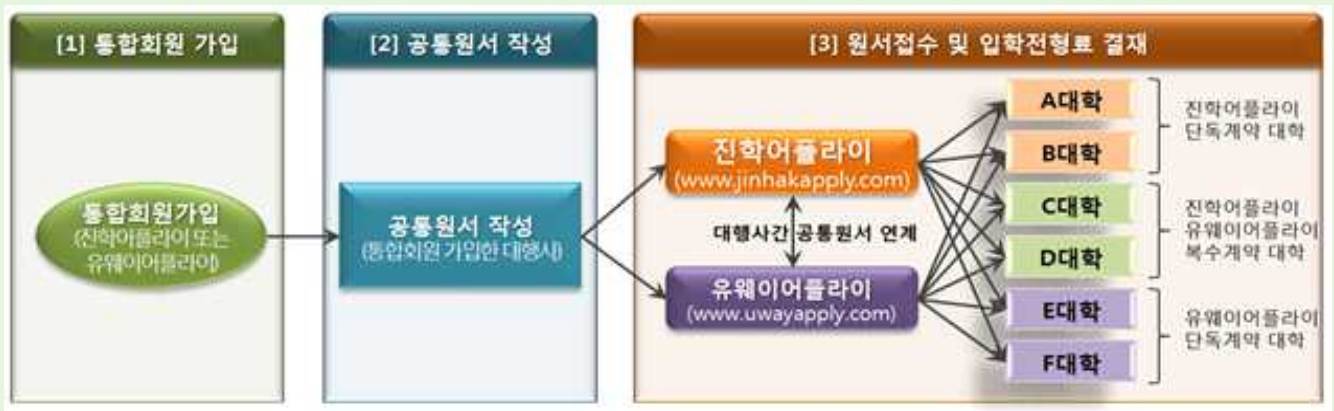 [1] 통합회원 가입
통합회원가입
(진학어플라이 또는
유웨이어플라이)
[2] 공통원서 작성
공통원서 작성
(통합회원 가입한 대행사)
[3] 원서접수 및 입학전형료 결재
진학어플라이
(www.jinhakapply.com)
대행사간 공통원서 연계
유웨이어플라이
(www.uwayapply.com)
A대학
B대학
C대학
D대학
E대학
F대학
진학어플라이
단독계약 대학
진학어플라이
유웨이어플라이
복수계약 대학
유웨이어플라이
단독계약 대학